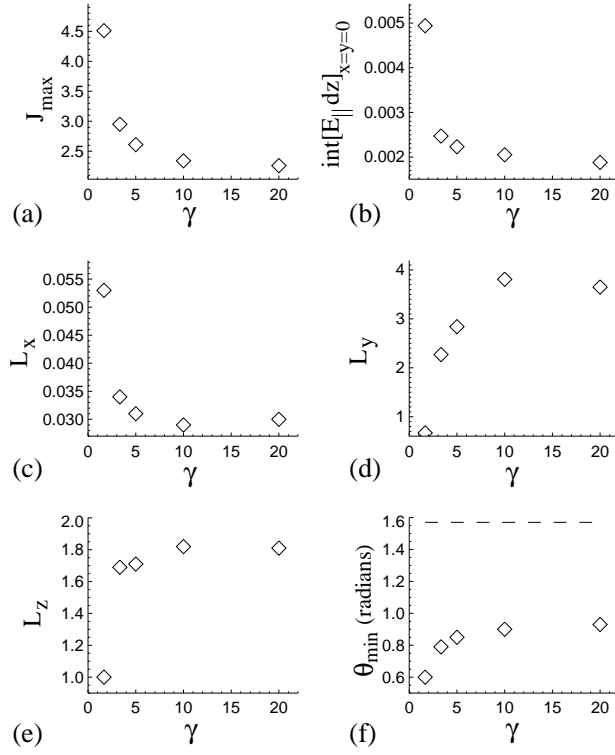 4.5
4.0
3.5
3.0
2.5
J_max
0 5 10 15 20
γ
(a)
0.005
0.004
0.003
0.002
int[E_|| dz]_x=y=0
0 5 10 15 20
γ
(b)
0.055
0.050
0.045
0.040
0.035
0.030
L_x
0 5 10 15 20
γ
(c)
4
3
2
1
L_y
0 5 10 15 20
γ
(d)
2.0
1.8
1.6
1.4
1.2
1.0
L_z
0 5 10 15 20
γ
(e)
1.6
1.4
1.2
1.0
0.8
0.6
θ_min (radians)
0 5 10 15 20
γ
(f)